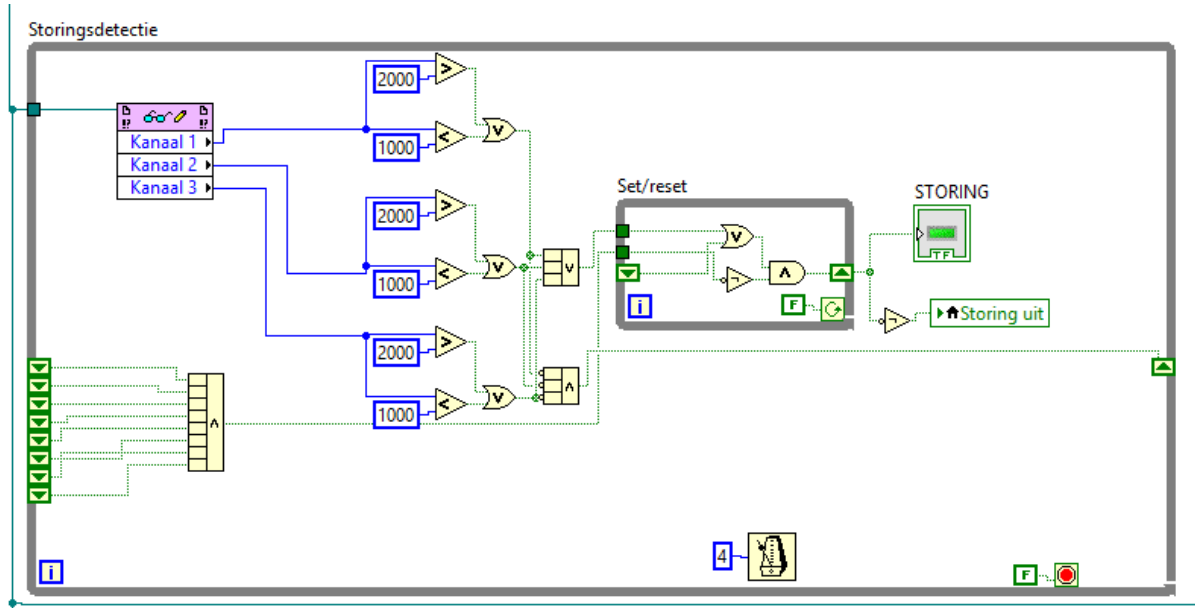 Storingsdetectie
Kanaal 1
Kanaal 2
Kanaal 3
2000
>
1000
<
V
2000
>
1000
<
V
2000
>
1000
<
V
V
Λ
Λ
Set/reset
V
¬
Λ
i
F
STORING
TF
¬
Storing uit
i
4
F